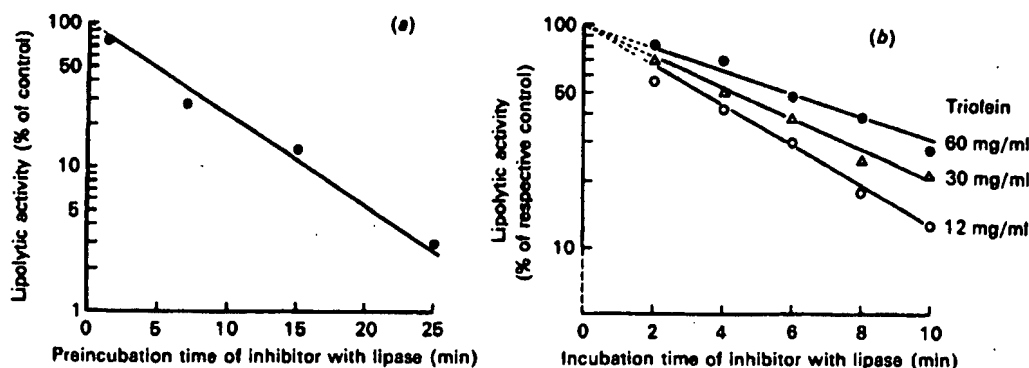 (a)
Lipolytic activity (% of control)
100
50
10
5
1
0
5
10
15
20
25
Preincubation time of inhibitor with lipase (min)
(b)
Lipolytic activity
(% of respective control)
100
50
10
0
2
4
6
8
10
Incubation time of inhibitor with lipase (min)
Triolein
60 mg/ml
30 mg/ml
12 mg/ml